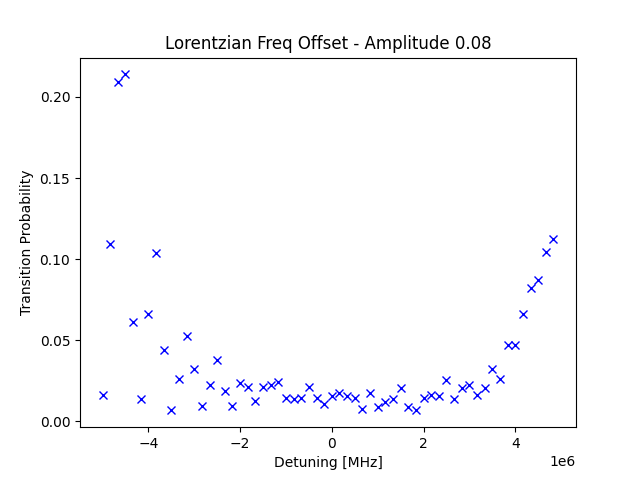 Lorentzian Freq Offset - Amplitude 0.08
Transition Probability
0.20
0.15
0.10
0.05
0.00
−4
−2
0
2
4
1e6
Detuning [MHz]